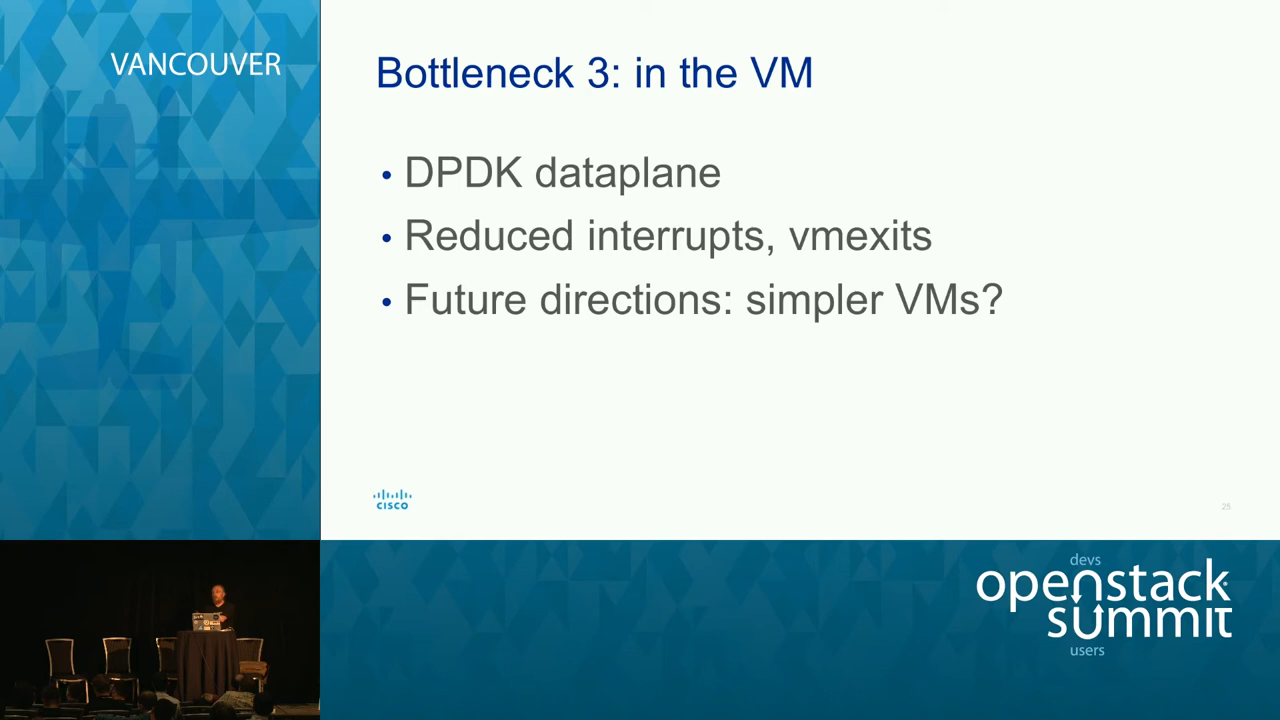 VANCOUVER
Bottleneck 3: in the VM
• DPDK dataplane
• Reduced interrupts, vmexits
• Future directions: simpler VMs?
CISCO
devs
openstack
summit
users